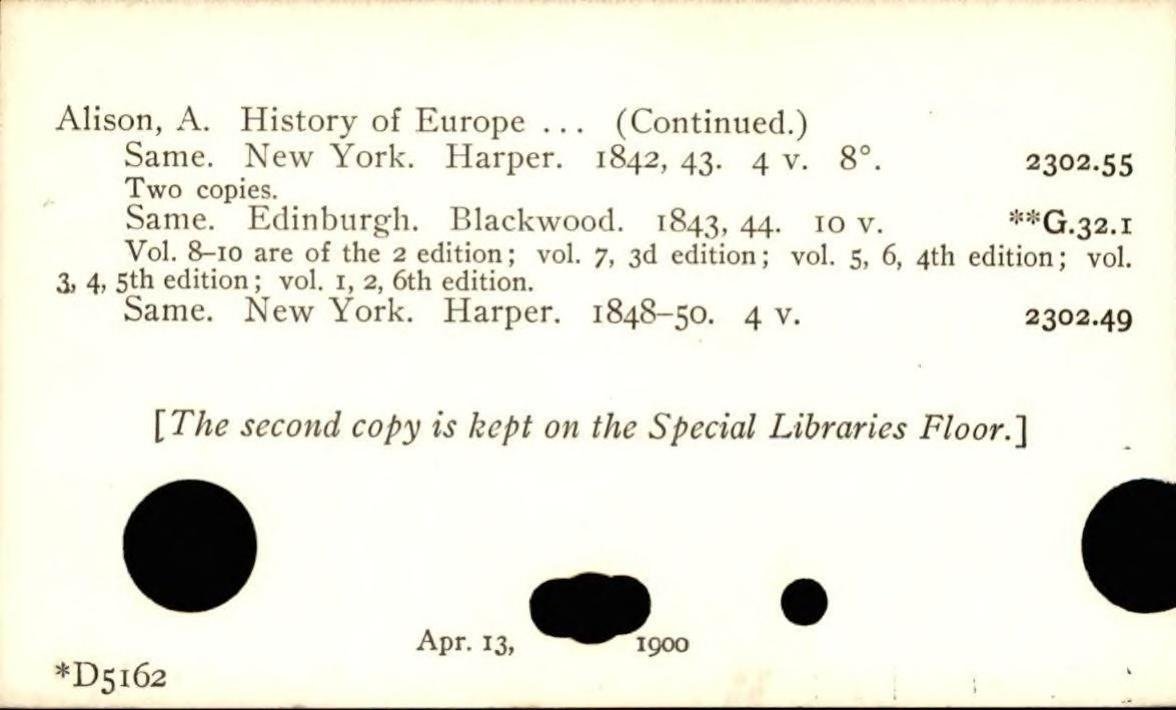 Alison, A. History of Europe ... (Continued.)
Same. New York. Harper. 1842, 43. 4 v. 8°. 2302.55
Two copies.
Same. Edinburgh. Blackwood. 1843, 44. 10 v. **G.32.1
Vol. 8–10 are of the 2 edition; vol. 7, 3d edition; vol. 5, 6, 4th edition; vol.
3, 4, 5th edition; vol. 1, 2, 6th edition.
Same. New York. Harper. 1848–50. 4 v. 2302.49
[The second copy is kept on the Special Libraries Floor.]
Apr. 13, 1900
*D5162